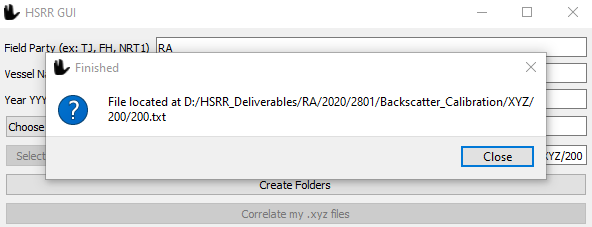 HSRR GUI
Field Party (ex: TJ, FH, NRT1) RA
Finished
Vessel Na
File located at D:/HSRR_Deliverables/RA/2020/2801/Backscatter_Calibration/XYZ/
200/200.txt
Year YYY
Choose
Select
XYZ/200
Close
Create Folders
Correlate my .xyz files